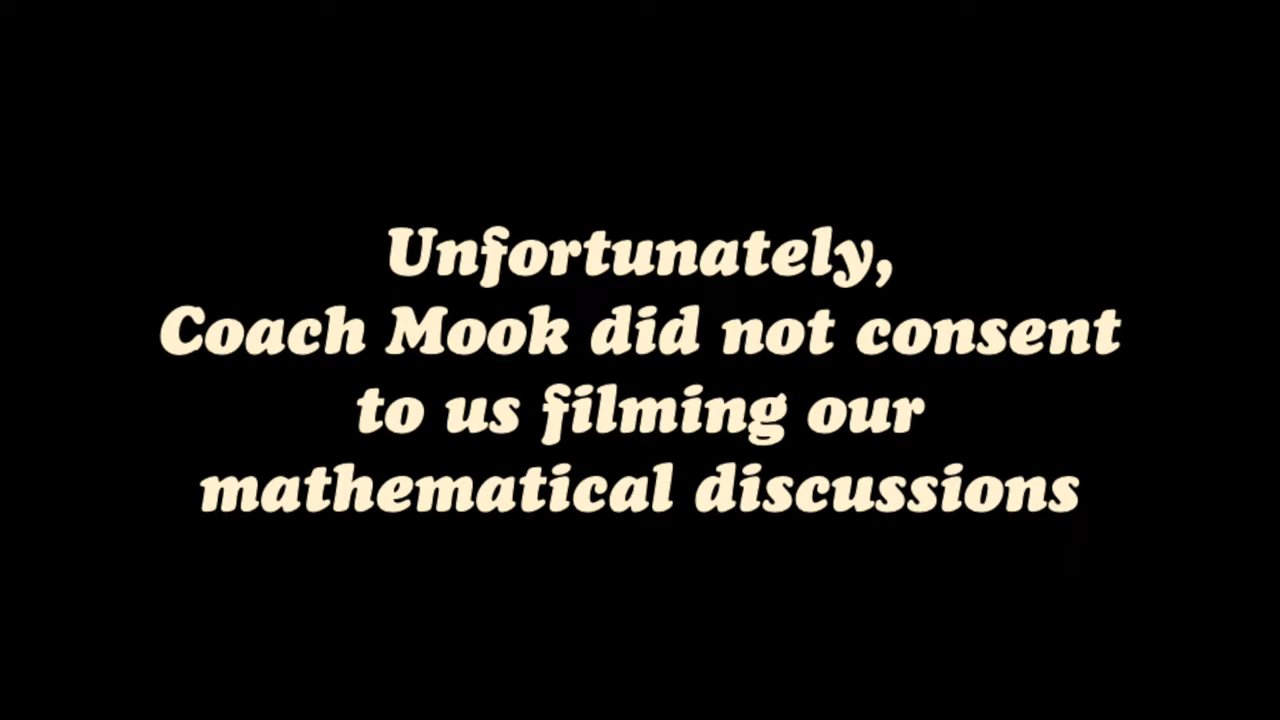 Unfortunately,
Coach Mook did not consent
to us filming our
mathematical discussions